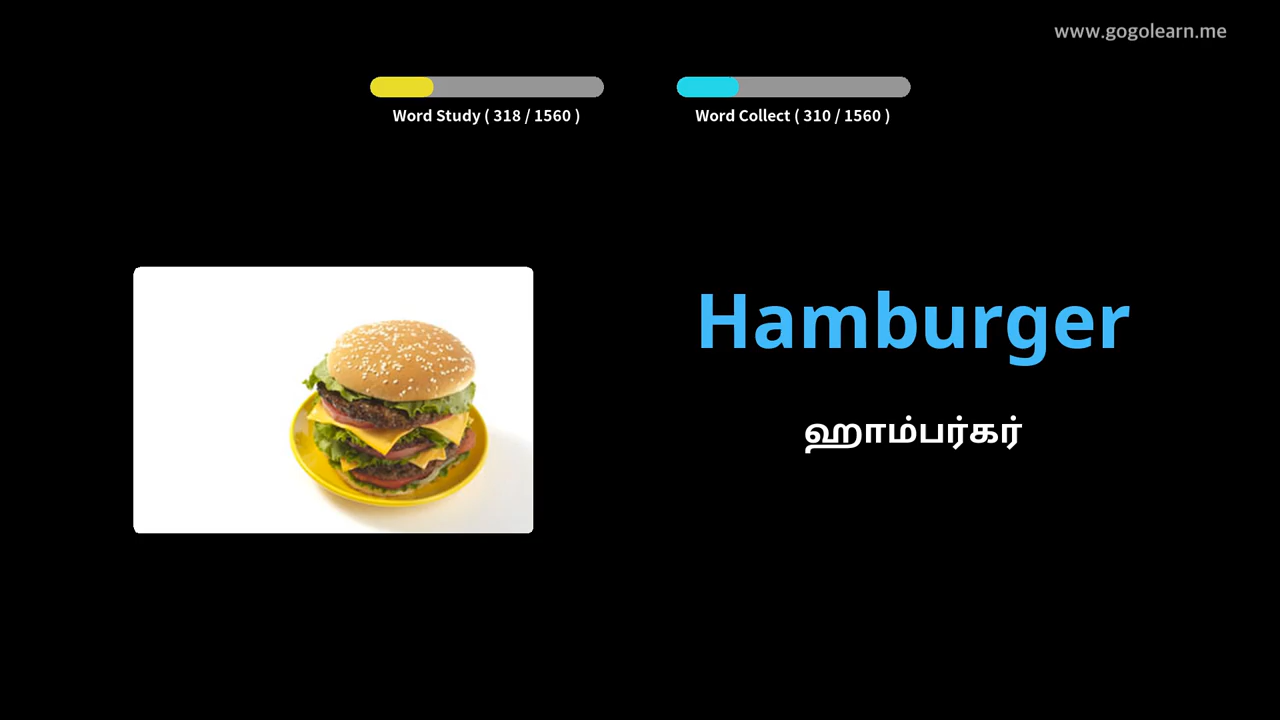 www.gogolearn.me
Word Study ( 318 / 1560 )
Word Collect ( 310 / 1560 )
Hamburger
ஹாம்பர்கர்